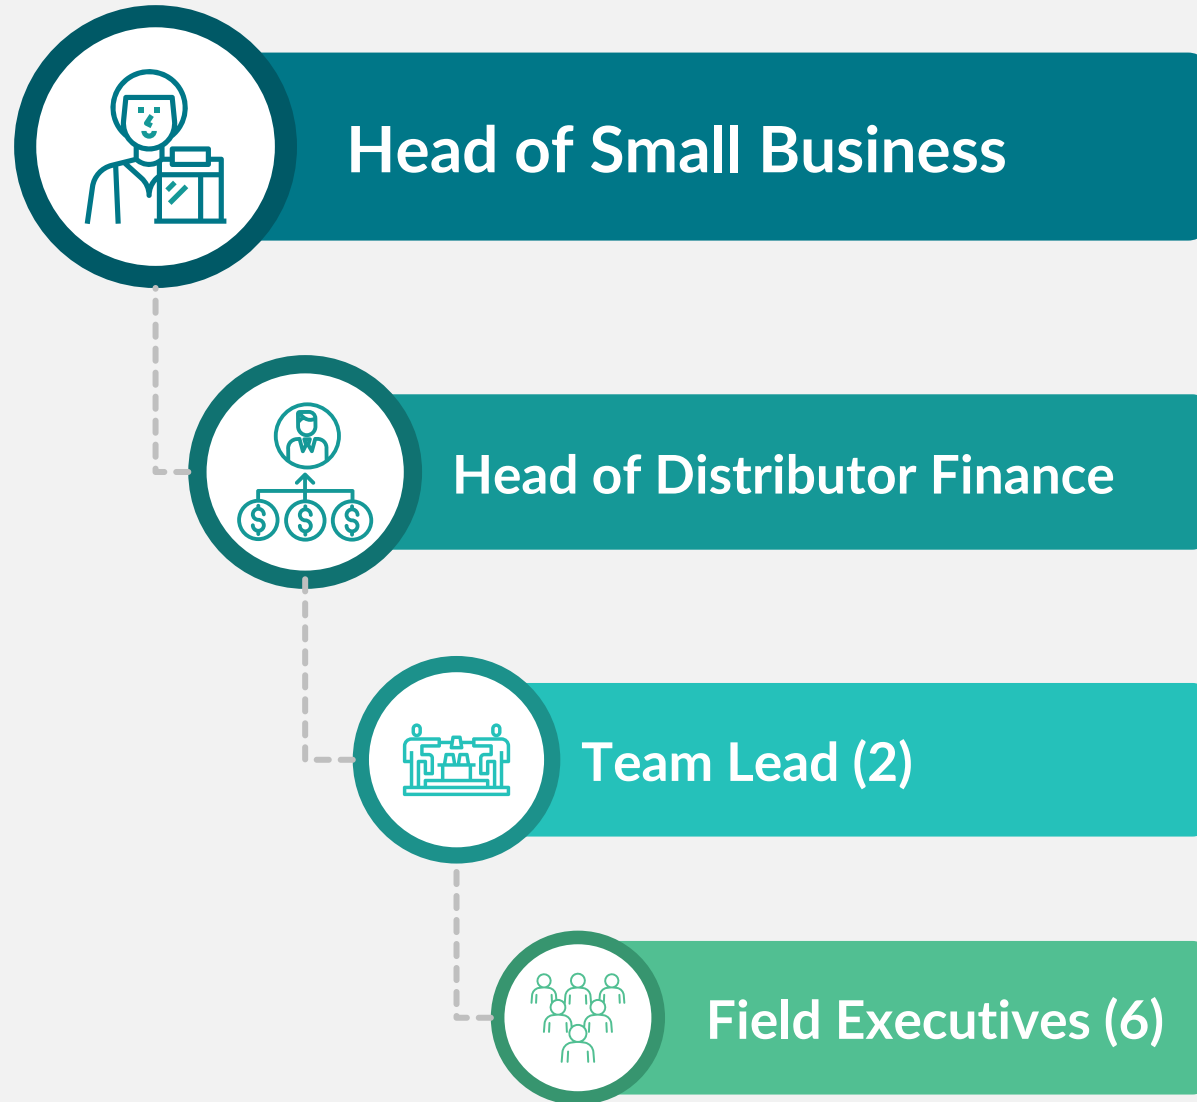 Head of Small Business
Head of Distributor Finance
Team Lead (2)
Field Executives (6)